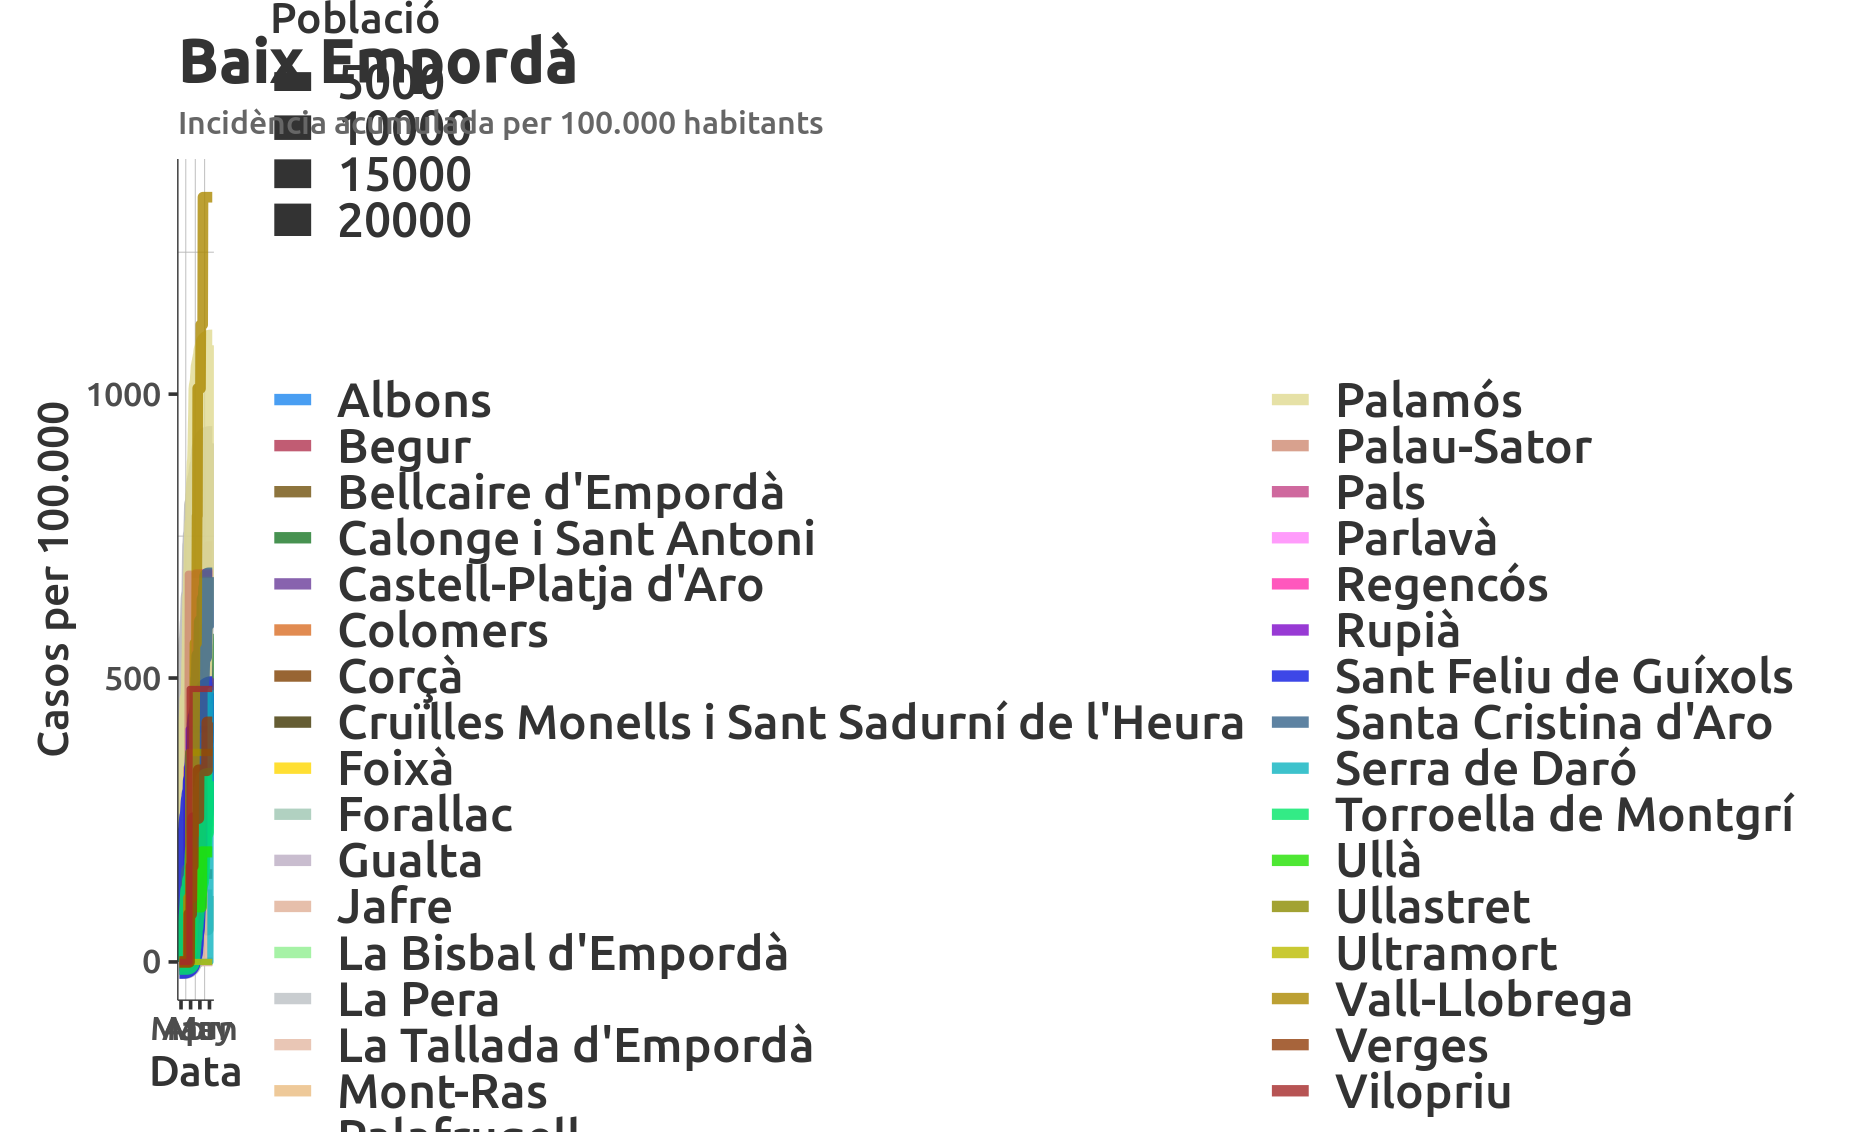 Població
Baix Empordà
5000
Incidència acumulada per 100.000 habitants
10000
15000
20000
Casos per 100.000
1000
500
0
Mar
Apr
May
Jun
Data
Albons
Begur
Bellcaire d'Empordà
Calonge i Sant Antoni
Castell-Platja d'Aro
Colomers
Corçà
Cruïlles Monells i Sant Sadurní de l'Heura
Foixà
Forallac
Gualta
Jafre
La Bisbal d'Empordà
La Pera
La Tallada d'Empordà
Mont-Ras
Palafrugell
Palamós
Palau-Sator
Pals
Parlavà
Regencós
Rupià
Sant Feliu de Guíxols
Santa Cristina d'Aro
Serra de Daró
Torroella de Montgrí
Ullà
Ullastret
Ultramort
Vall-Llobrega
Verges
Vilopriu